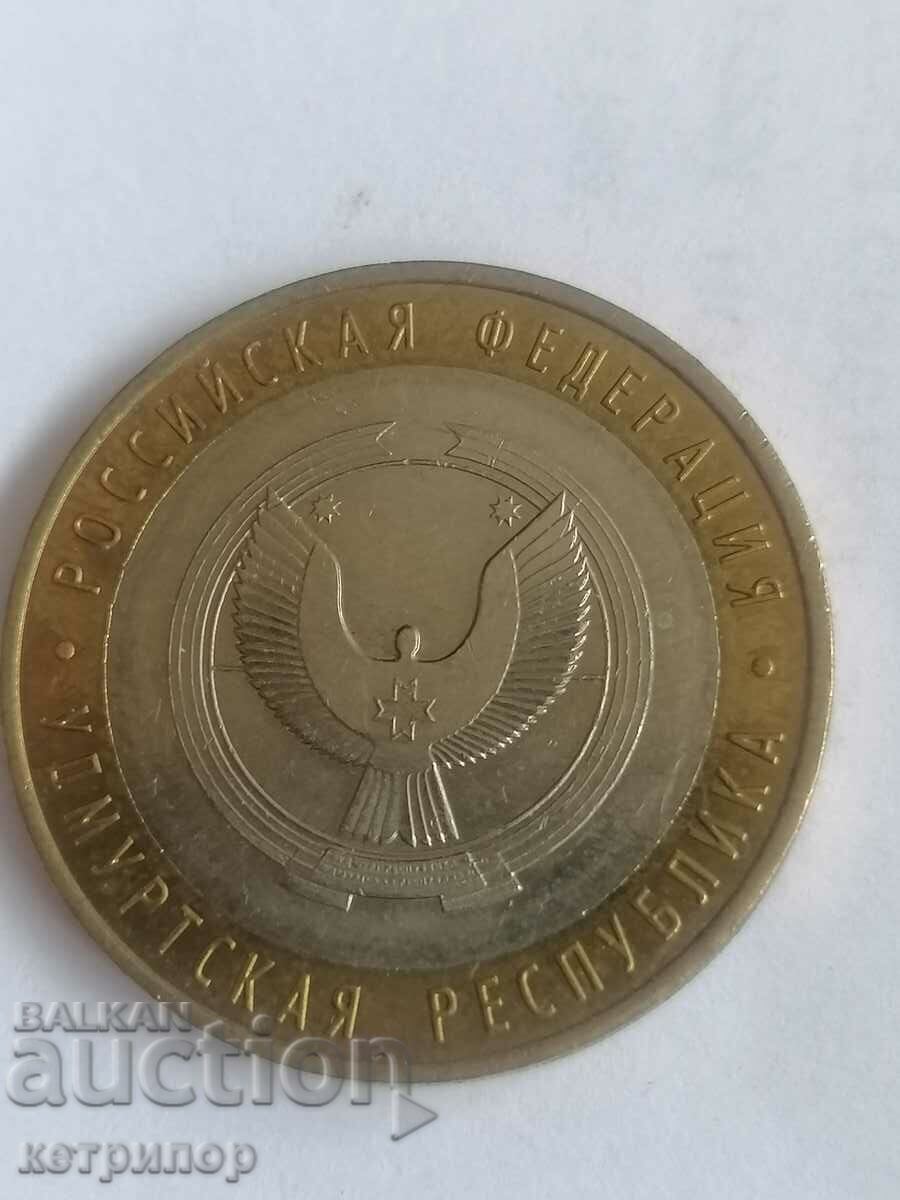 РОССИЙСКАЯ ФЕДЕРАЦИЯ
• УДМУРТСКАЯ РЕСПУБЛИКА •
BALKAN
auction
кетрипор